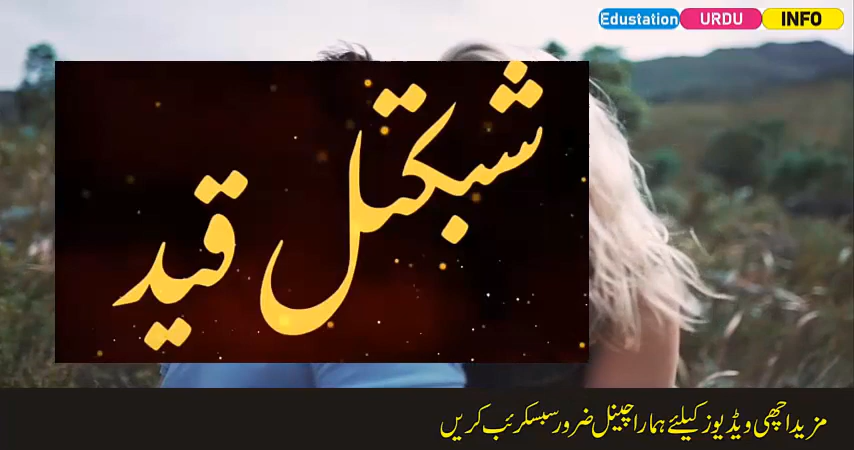 Edustation URDU INFO
شبکتل قید
مزید اچھی ویڈیوز کیلئے ہمارا چینل ضرور سبسکرائب کریں